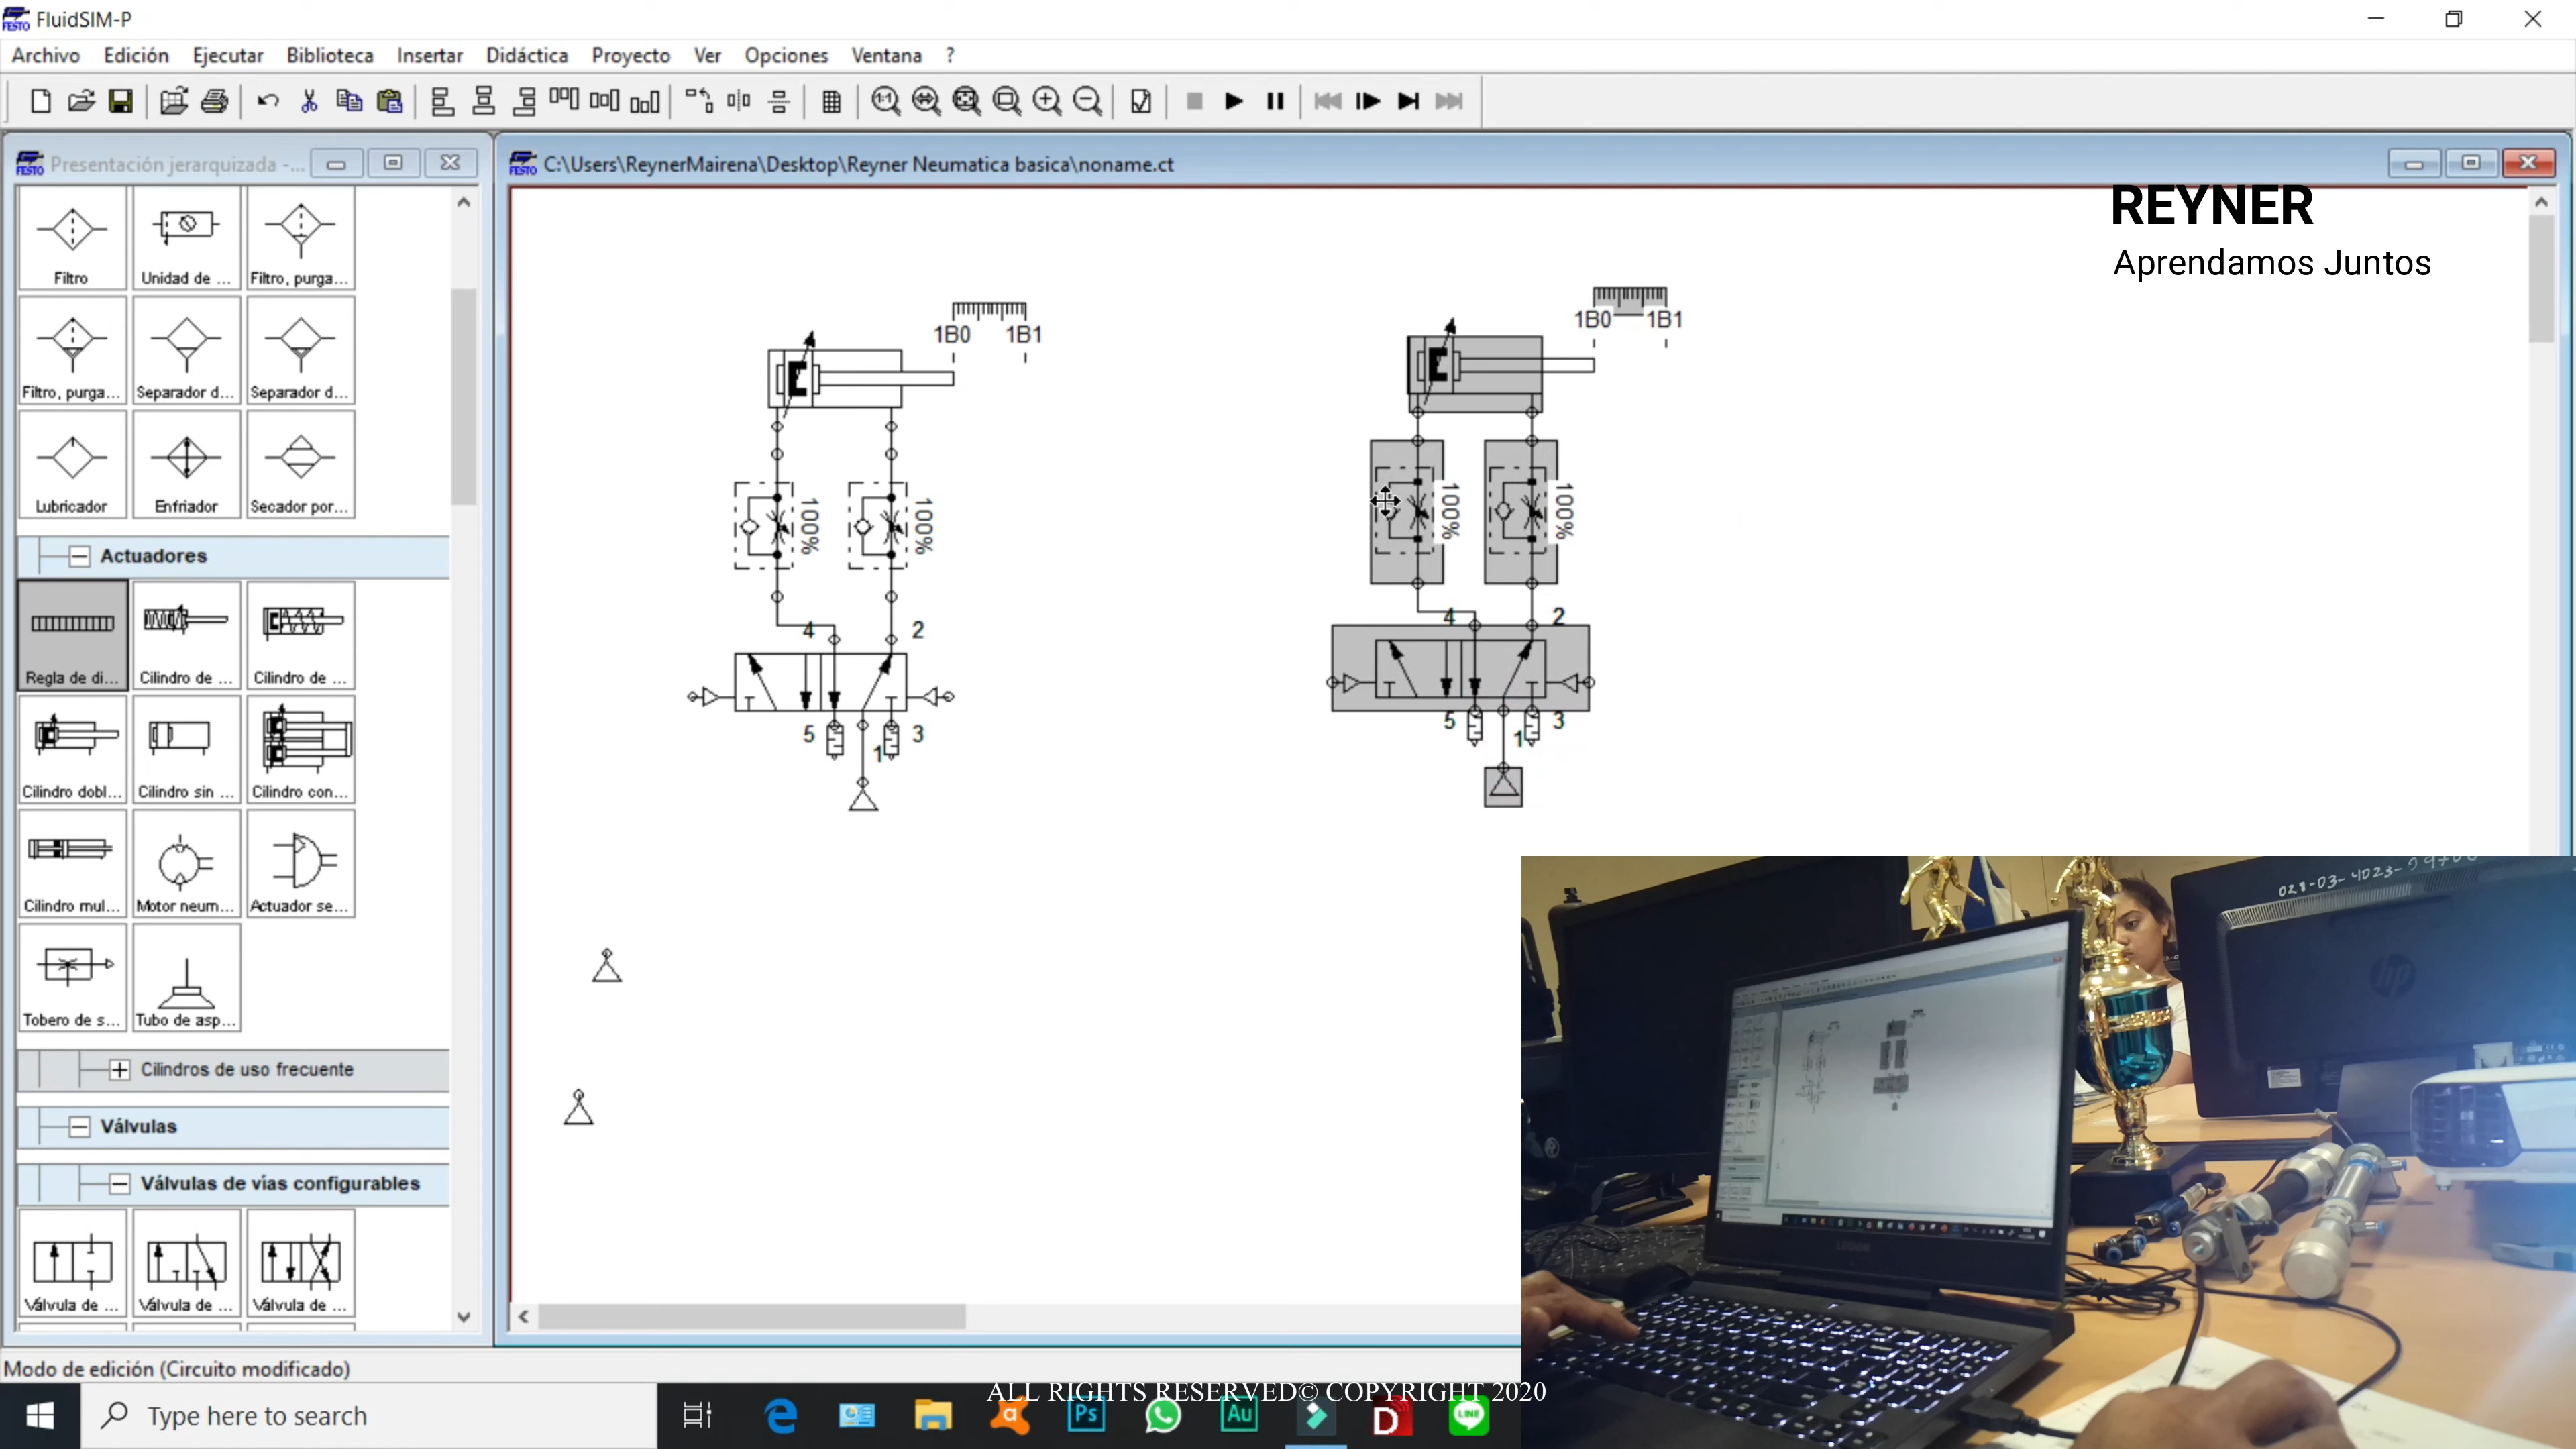 FluidSIM-P
Archivo Edición Ejecutar Biblioteca Insertar Didáctica Proyecto Ver Opciones Ventana ?
Presentación jerarquizada -...
C:\Users\ReynerMairena\Desktop\Reyner Neumatica basica\noname.ct
REYNER
Aprendamos Juntos
Filtro Unidad de ... Filtro, purga...
Filtro, purga... Separador d... Separador d...
Lubricador Enfriador Secador por...
Actuadores
Regla de di... Cilindro de ... Cilindro de ...
Cilindro dobl... Cilindro sin ... Cilindro con...
Cilindro mul... Motor neum... Actuador se...
Tobero de s... Tubo de asp...
Cilindros de uso frecuente
Válvulas
Válvulas de vías configurables
Válvula de ... Válvula de ... Válvula de ...
1B0 1B1
100% 100%
4 2
5 1 3
1B0 1B1
100% 100%
4 2
5 1 3
Modo de edición (Circuito modificado)
ALL RIGHTS RESERVED© COPYRIGHT 2020
Type here to search
Ps
Au
D
LINE
hp
LEGION